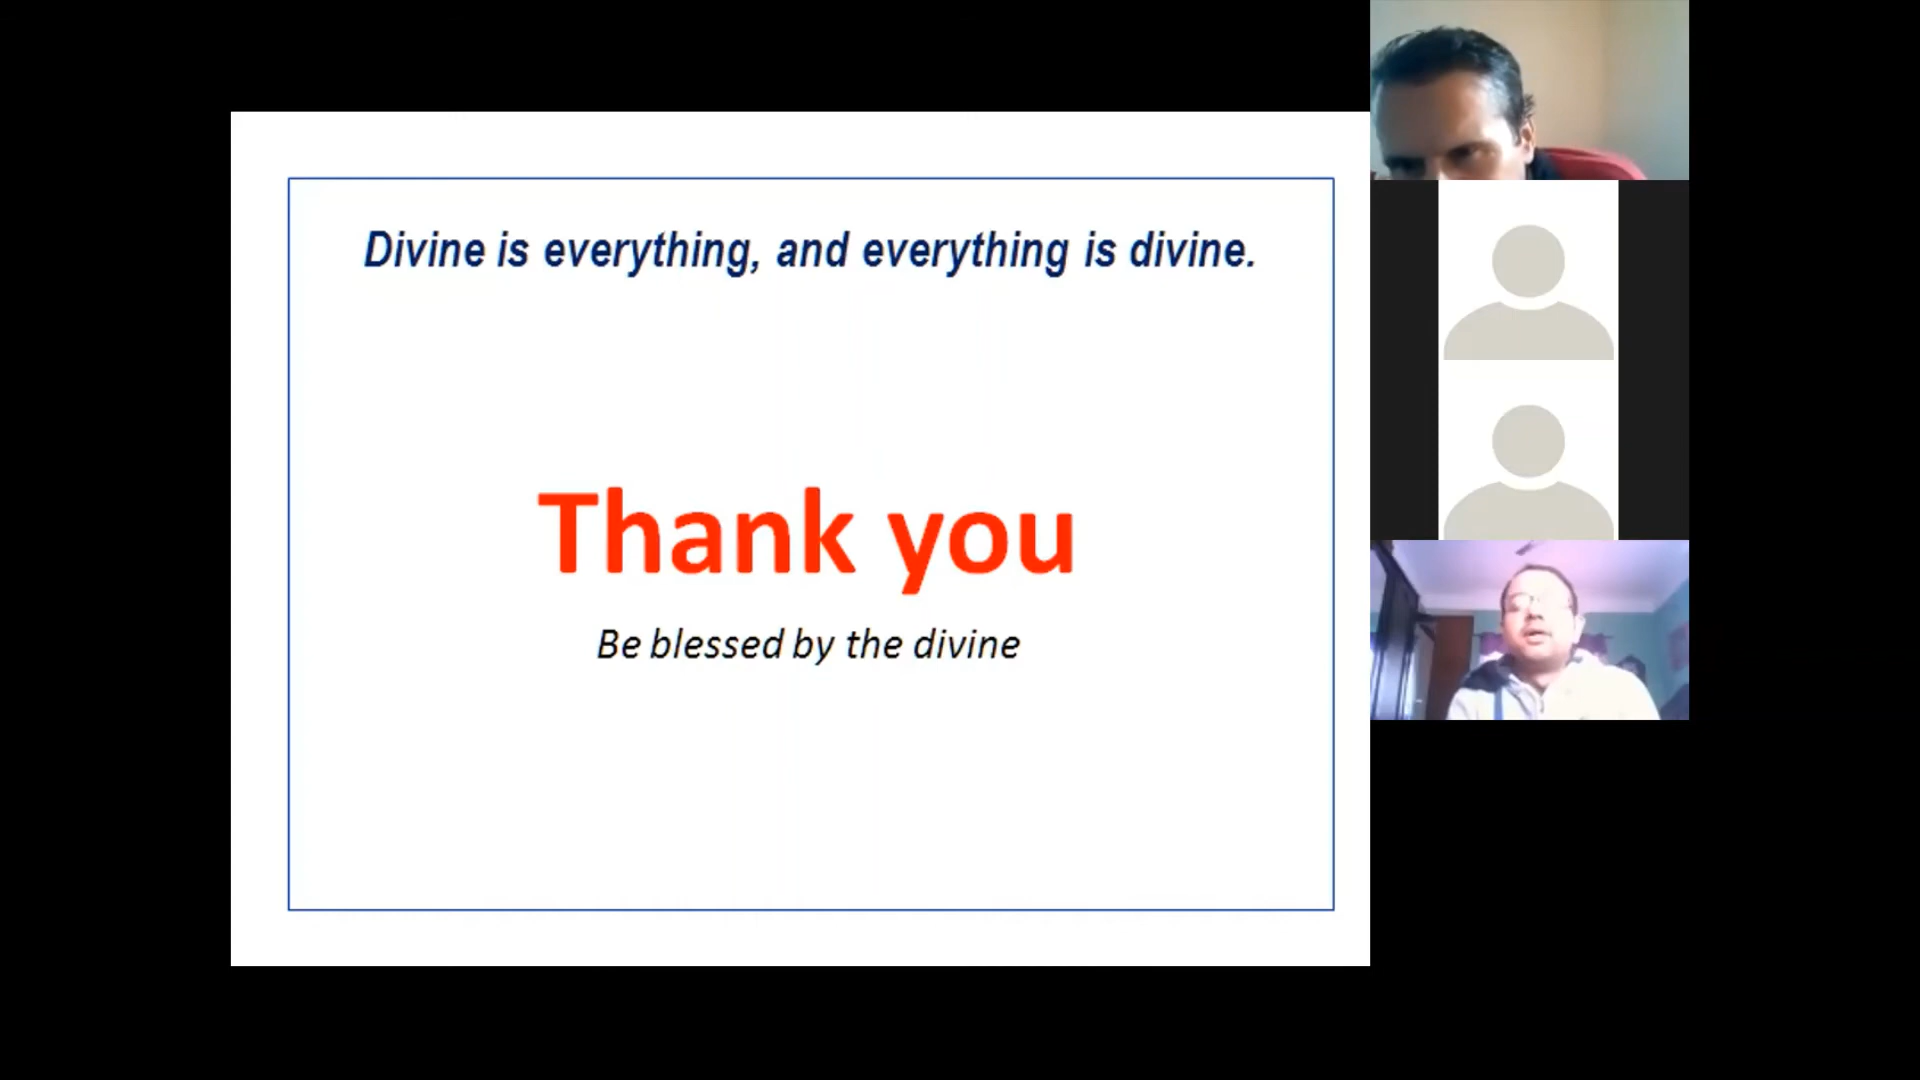 Divine is everything, and everything is divine.
Thank you
Be blessed by the divine